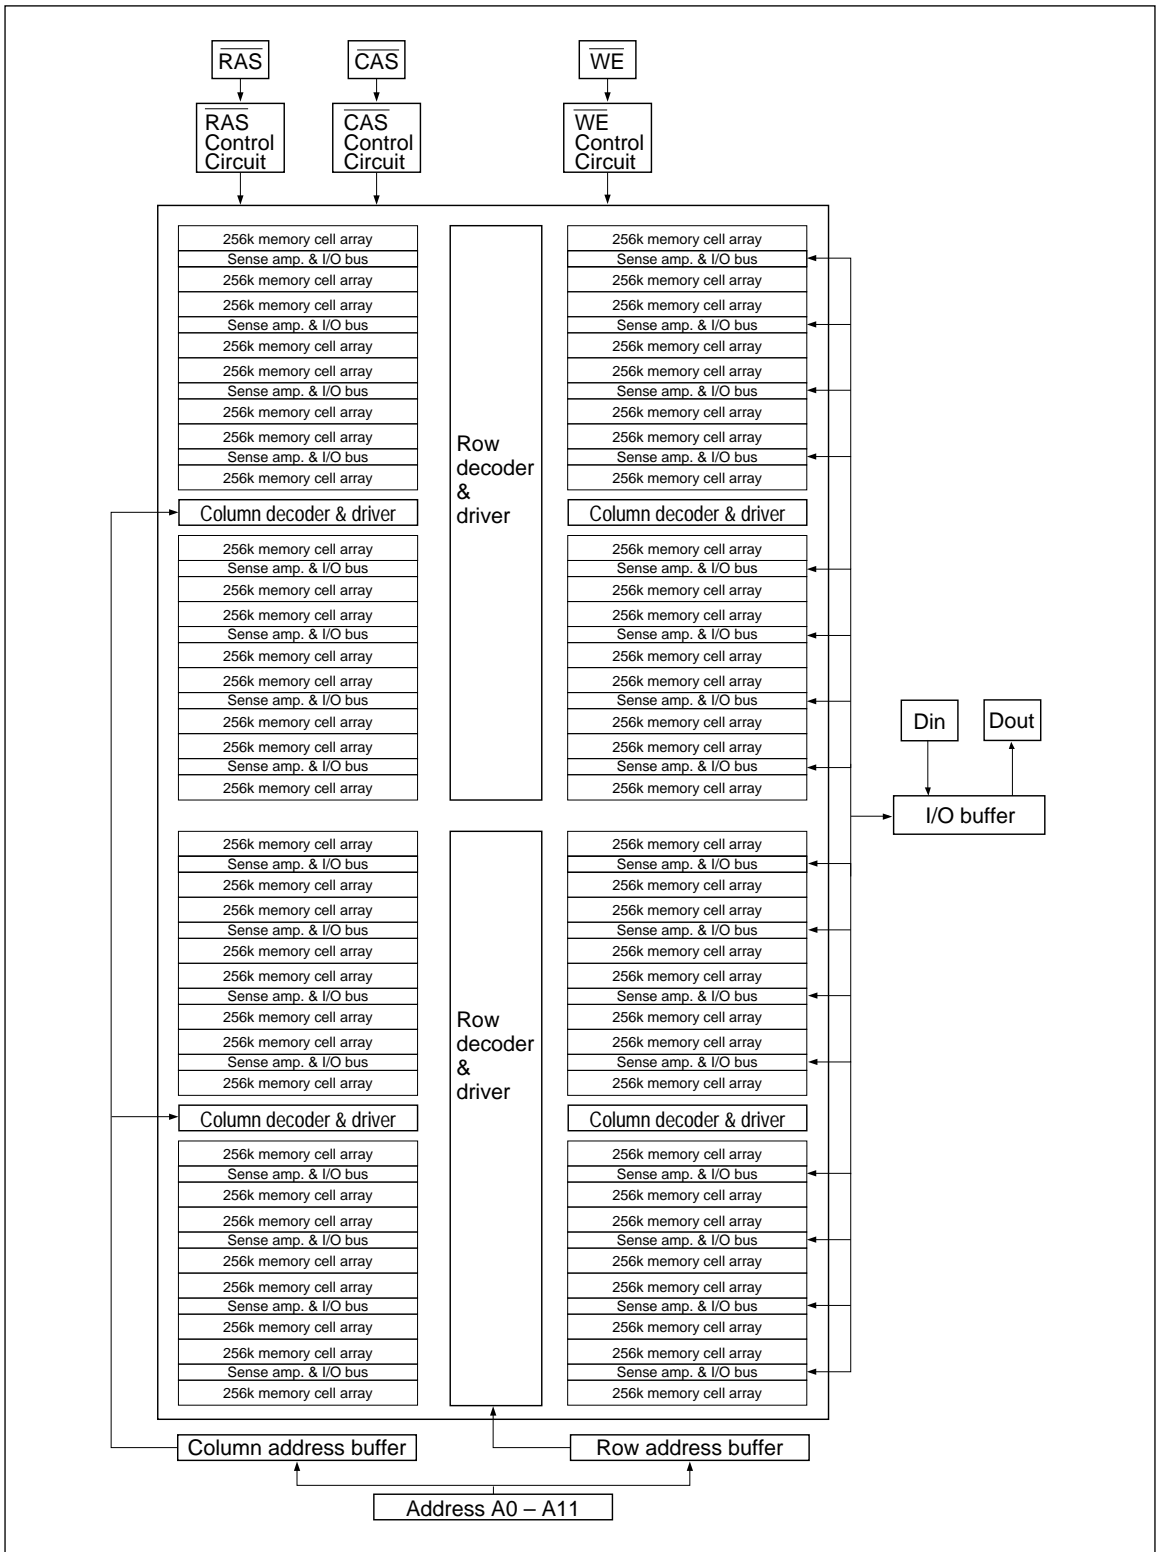 RAS CAS WE
RAS Control Circuit
CAS Control Circuit
WE Control Circuit
256k memory cell array
Sense amp. & I/O bus
256k memory cell array
256k memory cell array
Sense amp. & I/O bus
256k memory cell array
256k memory cell array
Sense amp. & I/O bus
256k memory cell array
256k memory cell array
Sense amp. & I/O bus
256k memory cell array
Column decoder & driver
256k memory cell array
Sense amp. & I/O bus
256k memory cell array
256k memory cell array
Sense amp. & I/O bus
256k memory cell array
256k memory cell array
Sense amp. & I/O bus
256k memory cell array
256k memory cell array
Sense amp. & I/O bus
256k memory cell array
256k memory cell array
Sense amp. & I/O bus
256k memory cell array
256k memory cell array
Sense amp. & I/O bus
256k memory cell array
256k memory cell array
Sense amp. & I/O bus
256k memory cell array
256k memory cell array
Sense amp. & I/O bus
256k memory cell array
Column decoder & driver
256k memory cell array
Sense amp. & I/O bus
256k memory cell array
256k memory cell array
Sense amp. & I/O bus
256k memory cell array
256k memory cell array
Sense amp. & I/O bus
256k memory cell array
256k memory cell array
Sense amp. & I/O bus
256k memory cell array
Row
decoder
&
driver
Row
decoder
&
driver
256k memory cell array
Sense amp. & I/O bus
256k memory cell array
256k memory cell array
Sense amp. & I/O bus
256k memory cell array
256k memory cell array
Sense amp. & I/O bus
256k memory cell array
256k memory cell array
Sense amp. & I/O bus
256k memory cell array
Column decoder & driver
256k memory cell array
Sense amp. & I/O bus
256k memory cell array
256k memory cell array
Sense amp. & I/O bus
256k memory cell array
256k memory cell array
Sense amp. & I/O bus
256k memory cell array
256k memory cell array
Sense amp. & I/O bus
256k memory cell array
256k memory cell array
Sense amp. & I/O bus
256k memory cell array
256k memory cell array
Sense amp. & I/O bus
256k memory cell array
256k memory cell array
Sense amp. & I/O bus
256k memory cell array
256k memory cell array
Sense amp. & I/O bus
256k memory cell array
Column decoder & driver
256k memory cell array
Sense amp. & I/O bus
256k memory cell array
256k memory cell array
Sense amp. & I/O bus
256k memory cell array
256k memory cell array
Sense amp. & I/O bus
256k memory cell array
256k memory cell array
Sense amp. & I/O bus
256k memory cell array
Din Dout
I/O buffer
Column address buffer
Row address buffer
Address A0 – A11